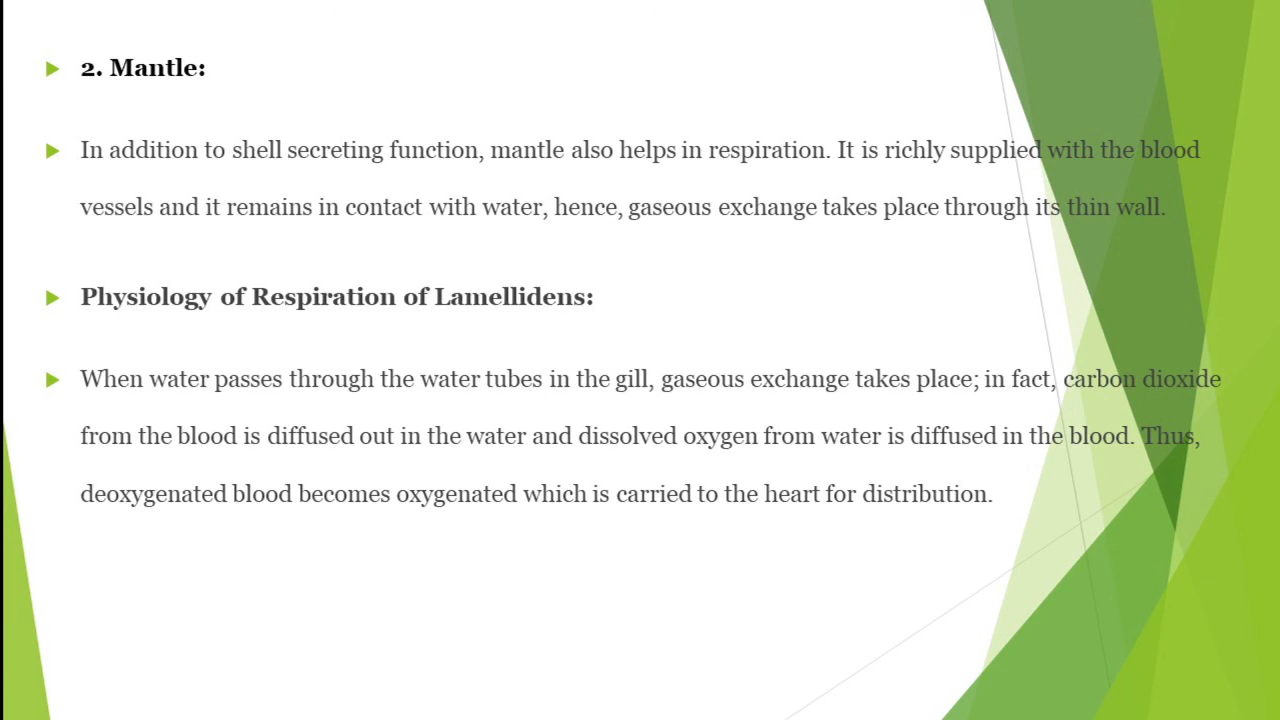 2. Mantle:
In addition to shell secreting function, mantle also helps in respiration. It is richly supplied with the blood
vessels and it remains in contact with water, hence, gaseous exchange takes place through its thin wall.
Physiology of Respiration of Lamellidens:
When water passes through the water tubes in the gill, gaseous exchange takes place; in fact, carbon dioxide
from the blood is diffused out in the water and dissolved oxygen from water is diffused in the blood. Thus,
deoxygenated blood becomes oxygenated which is carried to the heart for distribution.